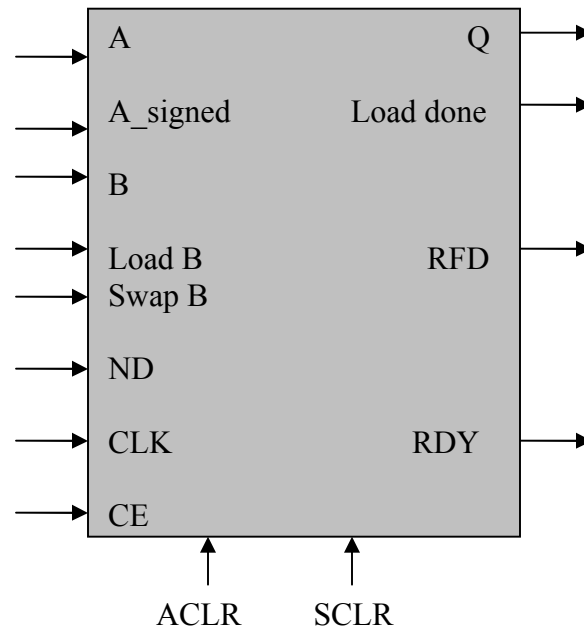 A Q
A_signed Load done
B
Load B RFD
Swap B
ND
CLK RDY
CE
ACLR SCLR